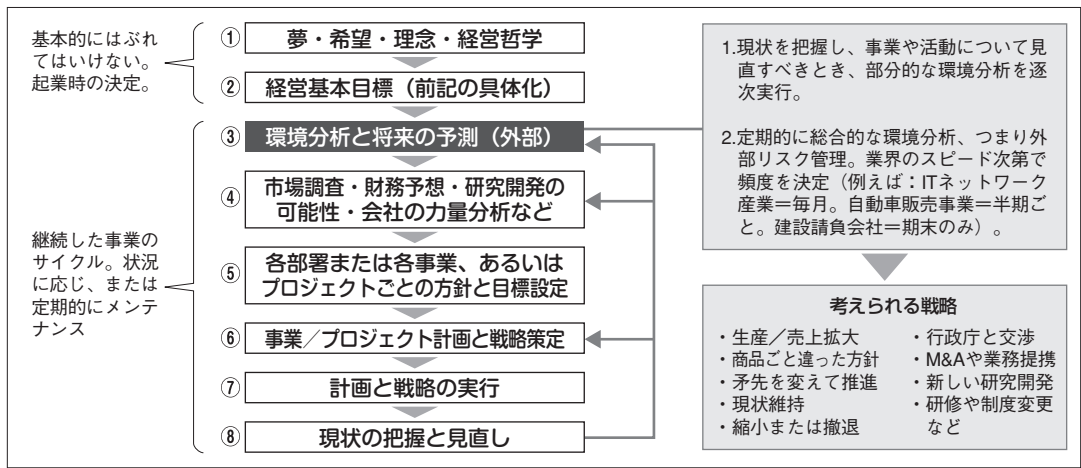 基本的にはぶれ
てはいけない。
起業時の決定。
① 夢・希望・理念・経営哲学
② 経営基本目標（前記の具体化）
③ 環境分析と将来の予測（外部）
④ 市場調査・財務予想・研究開発の
可能性・会社の力量分析など
継続した事業の
サイクル。状況
に応じ、または
定期的にメンテ
ナンス
⑤ 各部署または各事業、あるいは
プロジェクトごとの方針と目標設定
⑥ 事業／プロジェクト計画と戦略策定
⑦ 計画と戦略の実行
⑧ 現状の把握と見直し
1.現状を把握し、事業や活動について見
直すべきとき、部分的な環境分析を逐
次実行。
2.定期的に総合的な環境分析、つまり外
部リスク管理。業界のスピード次第で
頻度を決定（例えば：ITネットワーク
産業＝毎月。自動車販売事業＝半期ご
と。建設請負会社＝期末のみ）。
考えられる戦略
・生産／売上拡大
・商品ごと違った方針
・矛先を変えて推進
・現状維持
・縮小または撤退
・行政庁と交渉
・M&Aや業務提携
・新しい研究開発
・研修や制度変更
など